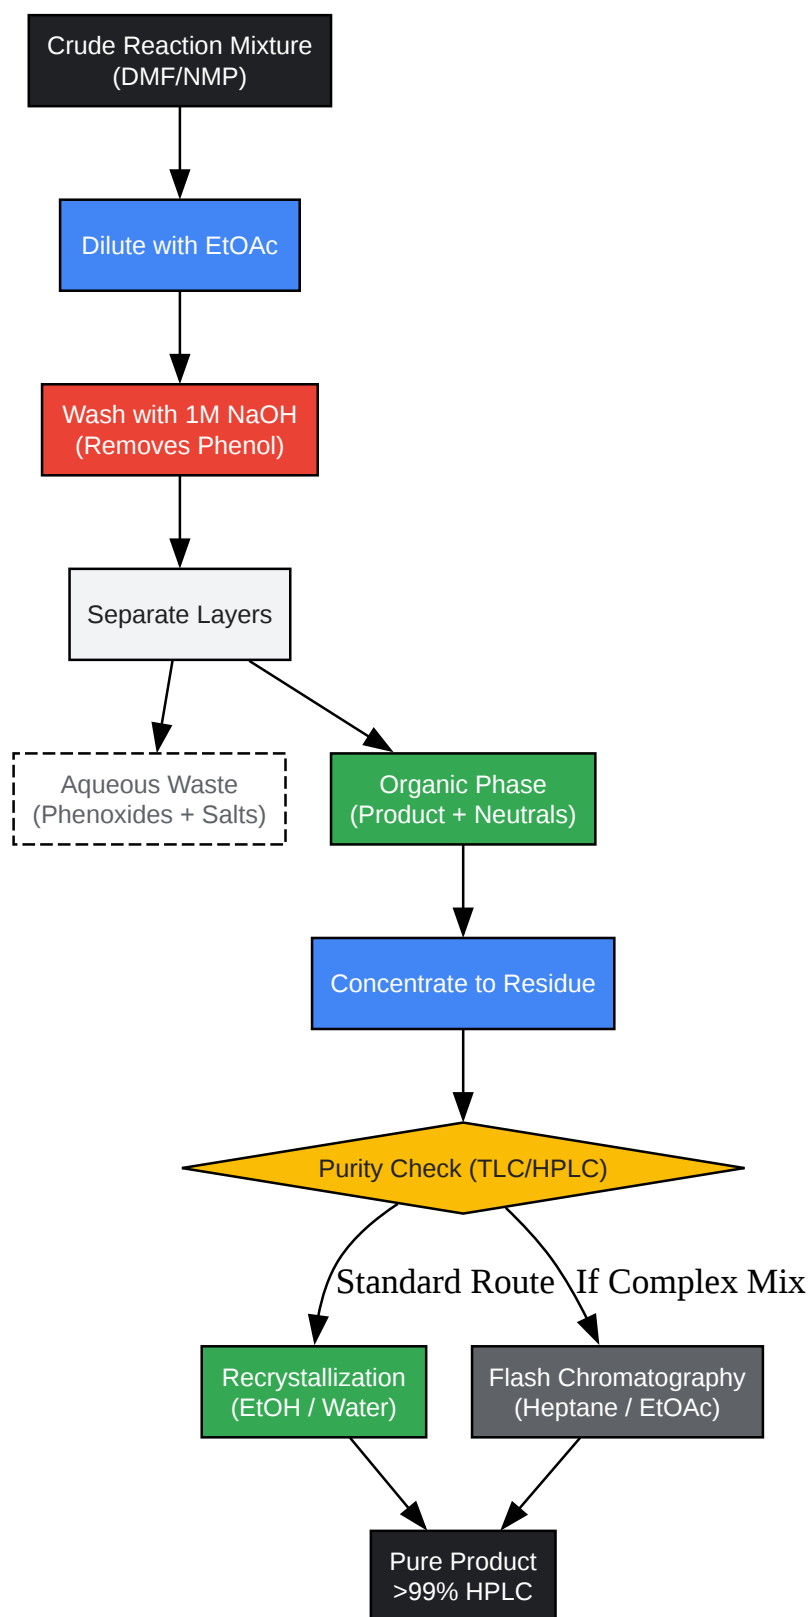 Crude Reaction Mixture
(DMF/NMP)
Dilute with EtOAc
Wash with 1M NaOH
(Removes Phenol)
Separate Layers
Aqueous Waste
(Phenoxides + Salts)
Organic Phase
(Product + Neutrals)
Concentrate to Residue
Purity Check (TLC/HPLC)
Standard Route
If Complex Mix
Recrystallization
(EtOH / Water)
Flash Chromatography
(Heptane / EtOAc)
Pure Product
>99% HPLC